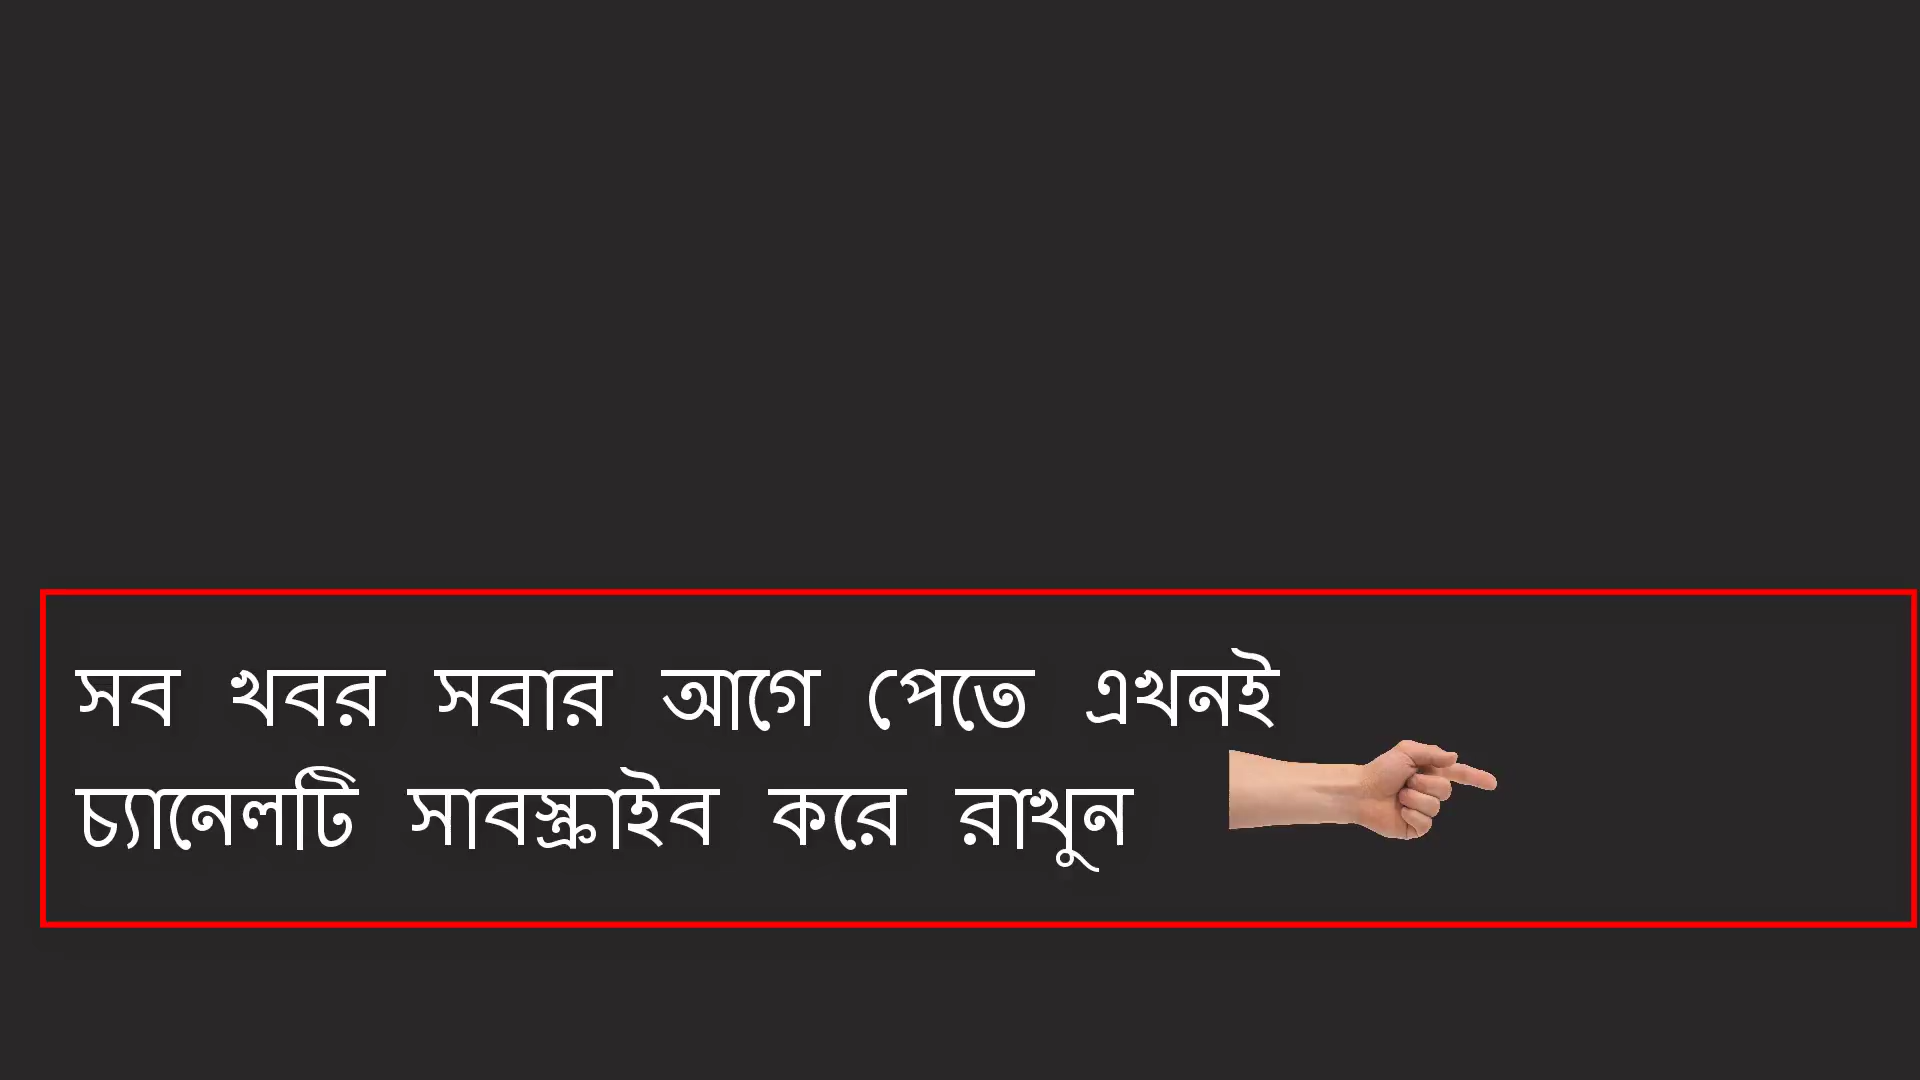 সব খবর সবার আগে পেতে এখনই
চ্যানেলটি সাবস্ক্রাইব করে রাখুন